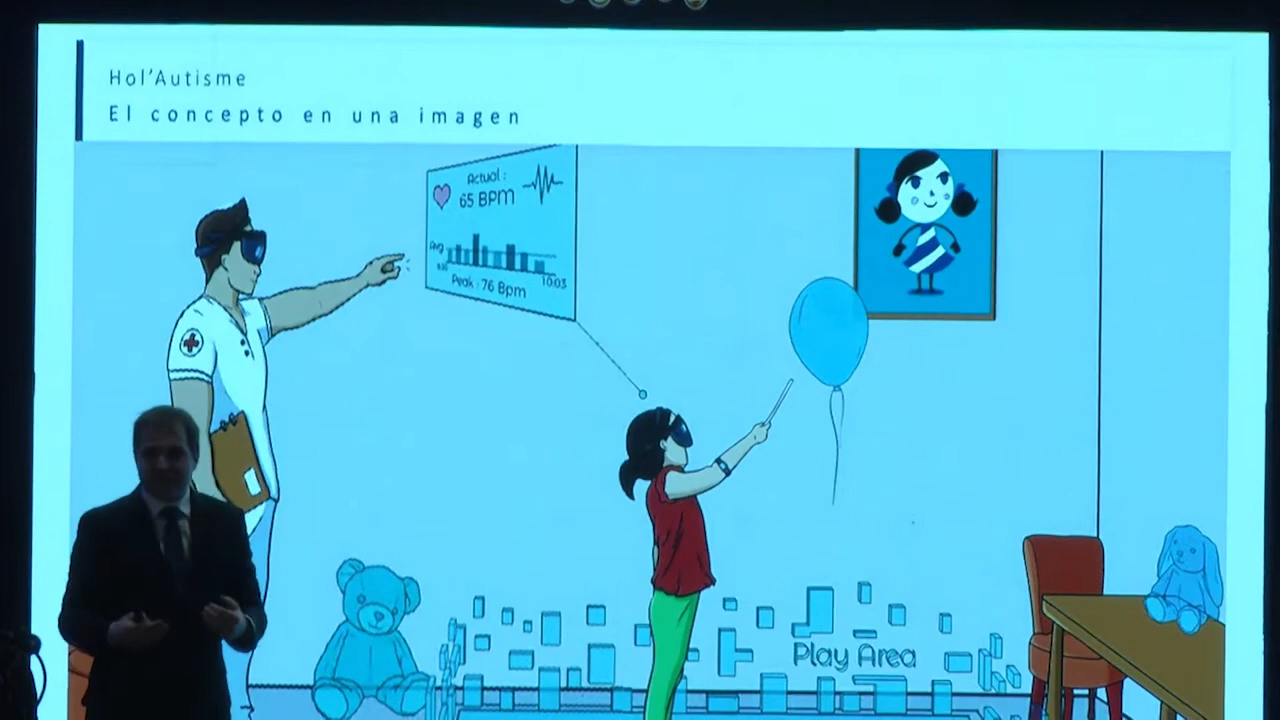 Hol'Autisme
El concepto en una imagen
Actual :
65 BPM
Avg
10:03
Peak : 76 Bpm
Play Area